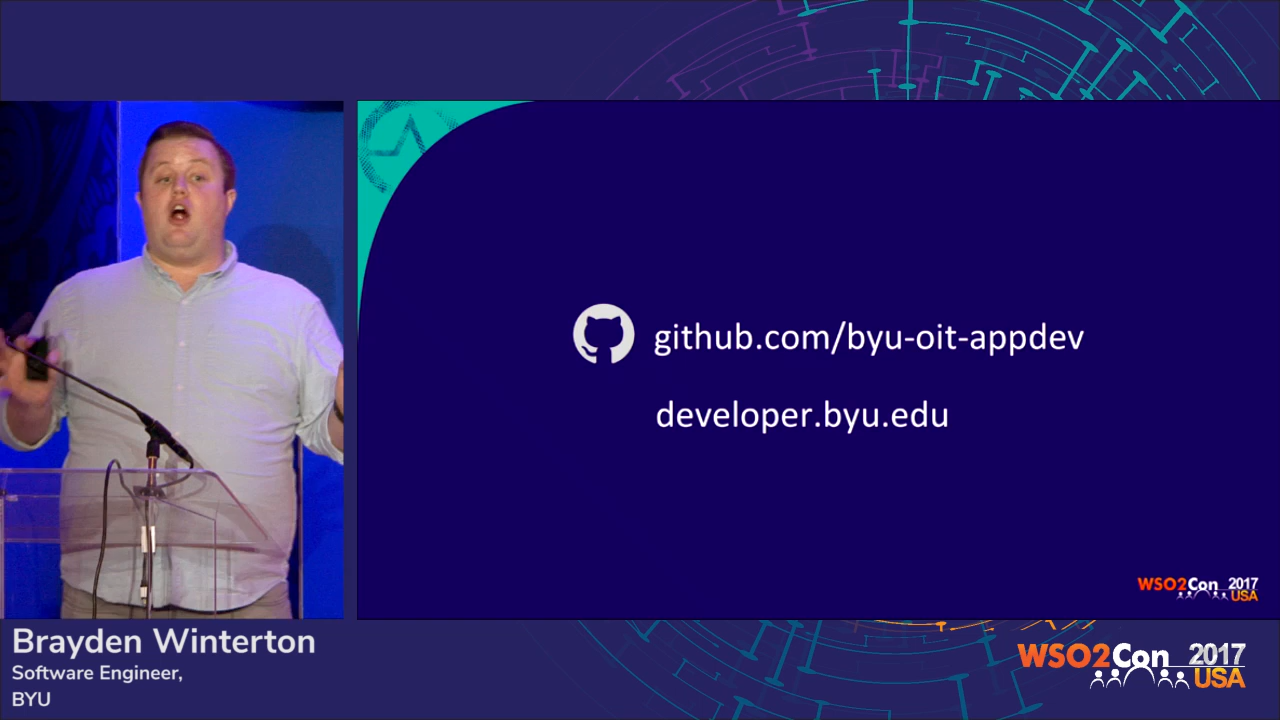 github.com/byu-oit-appdev
developer.byu.edu
WSO2Con 2017
USA
Brayden Winterton
Software Engineer,
BYU
WSO2Con 2017
USA